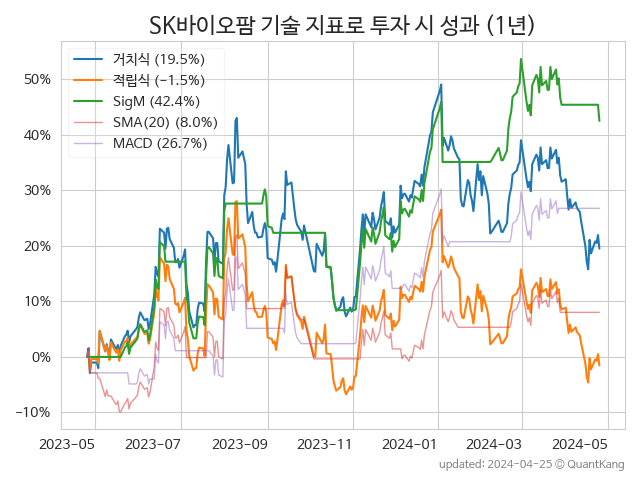 SK바이오팜 기술 지표로 투자 시 성과 (1년)
거치식 (19.5%)
적립식 (−1.5%)
SigM (42.4%)
SMA(20) (8.0%)
MACD (26.7%)
50%
40%
30%
20%
10%
0%
−10%
2023−05 2023−07 2023−09 2023−11 2024−01 2024−03 2024−05
updated: 2024−04−25 © QuantKang